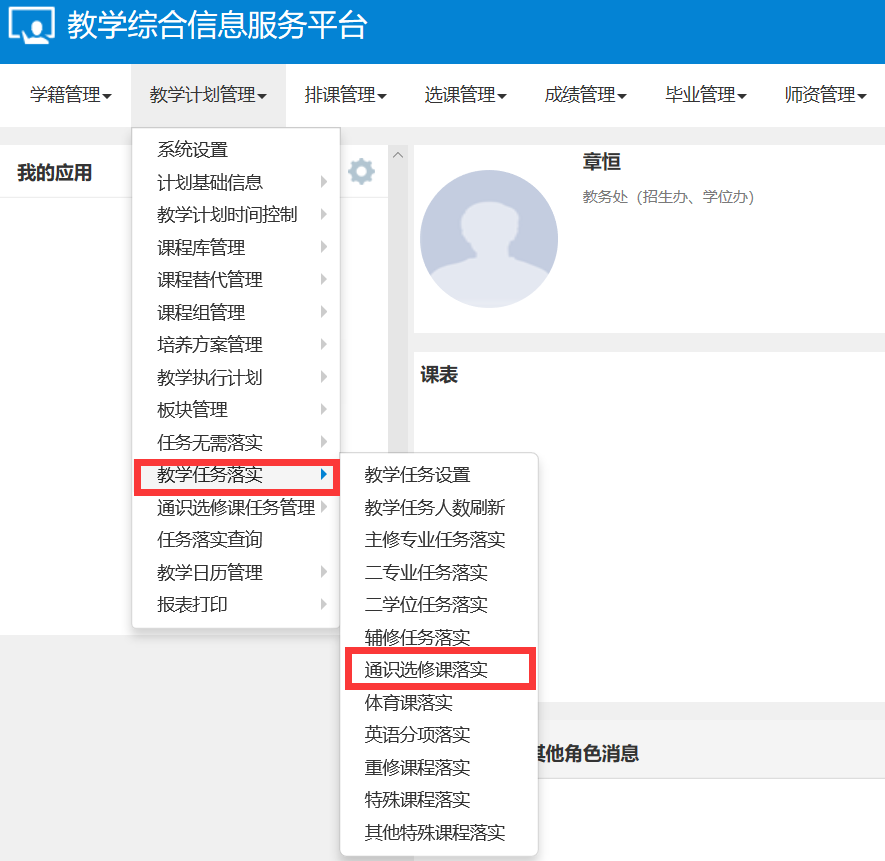 教学综合信息服务平台
学籍管理
教学计划管理
排课管理
选课管理
成绩管理
毕业管理
师资管理
我的应用
系统设置
计划基础信息
教学计划时间控制
课程库管理
课程替代管理
课程组管理
培养方案管理
教学执行计划
板块管理
任务无需落实
教学任务落实
通识选修课任务管理
任务落实查询
教学日历管理
报表打印
教学任务设置
教学任务人数刷新
主修专业任务落实
二专业任务落实
二学位任务落实
辅修任务落实
通识选修课落实
体育课落实
英语分项落实
重修课程落实
特殊课程落实
其他特殊课程落实
章恒
教务处（招生办、学位办）
课表
其他角色消息